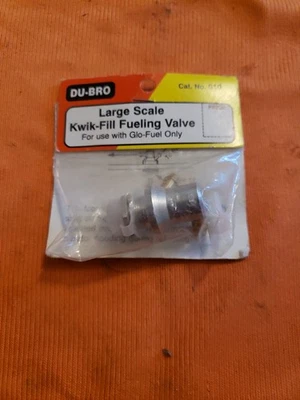 DU-BRO
Cat. No.
Large Scale
Kwik-Fill Fueling Valve
For use with Glo-Fuel Only